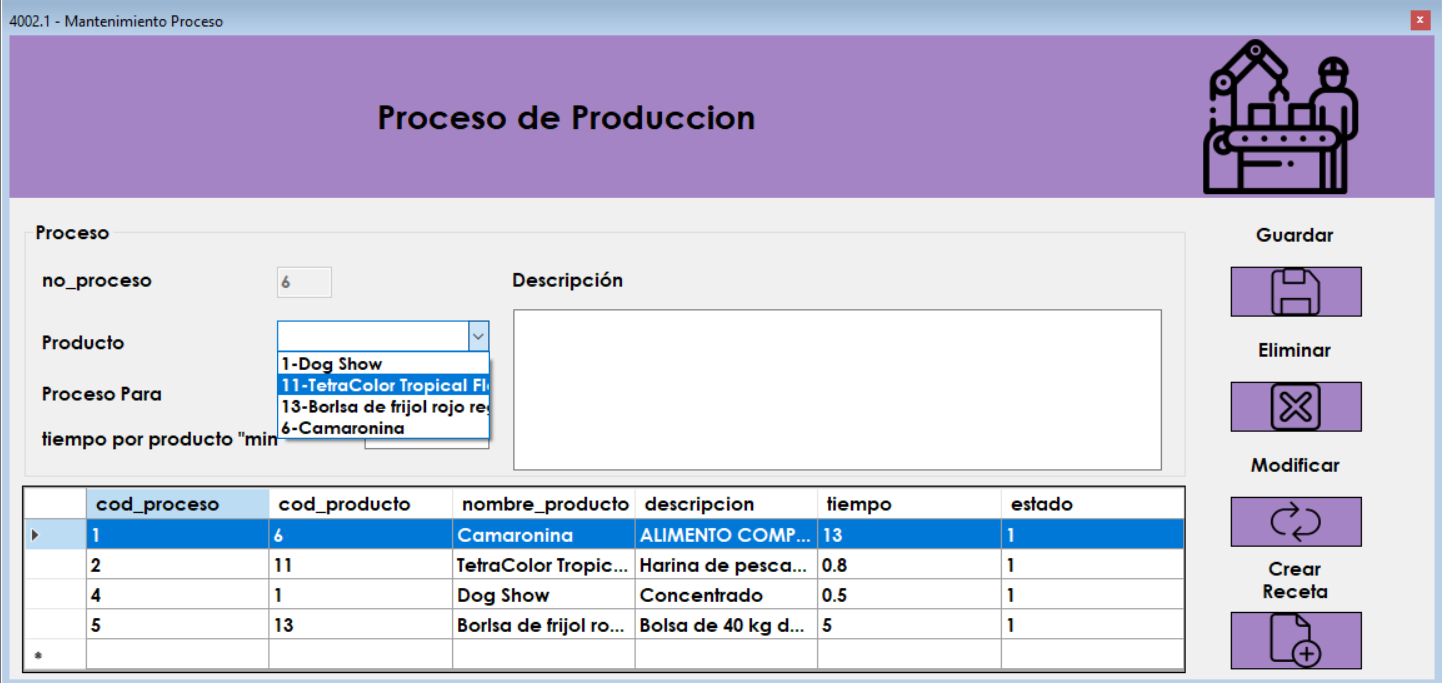 4002.1 - Mantenimiento Proceso
Proceso de Produccion
Proceso
no_proceso
6
Descripción
Producto
1-Dog Show
11-TetraColor Tropical Fl
13-Borlsa de frijol rojo reg
6-Camaronina
Proceso Para
tiempo por producto "min
Guardar
Eliminar
Modificar
Crear
Receta
cod_proceso cod_producto nombre_producto descripcion tiempo estado
1 6 Camaronina ALIMENTO COMP... 13 1
2 11 TetraColor Tropic... Harina de pesca... 0.8 1
4 1 Dog Show Concentrado 0.5 1
5 13 Borlsa de frijol ro... Bolsa de 40 kg d... 5 1